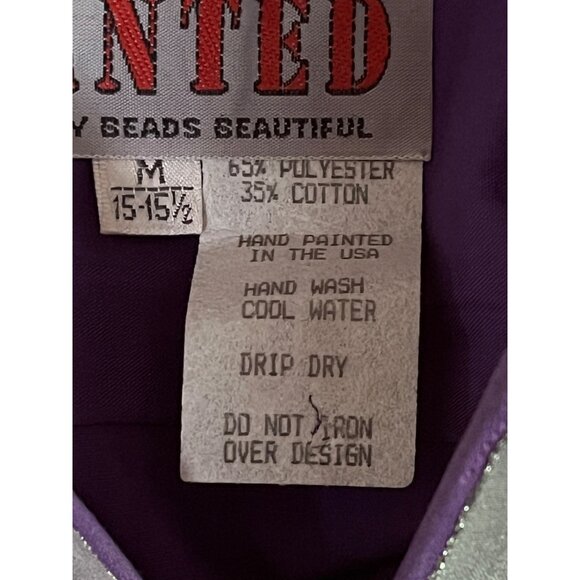 NTED
Y BEADS BEAUTIFUL
M
15-15½
65% POLYESTER
35% COTTON
HAND PAINTED
IN THE USA
HAND WASH
COOL WATER
DRIP DRY
DO NOT IRON
OVER DESIGN